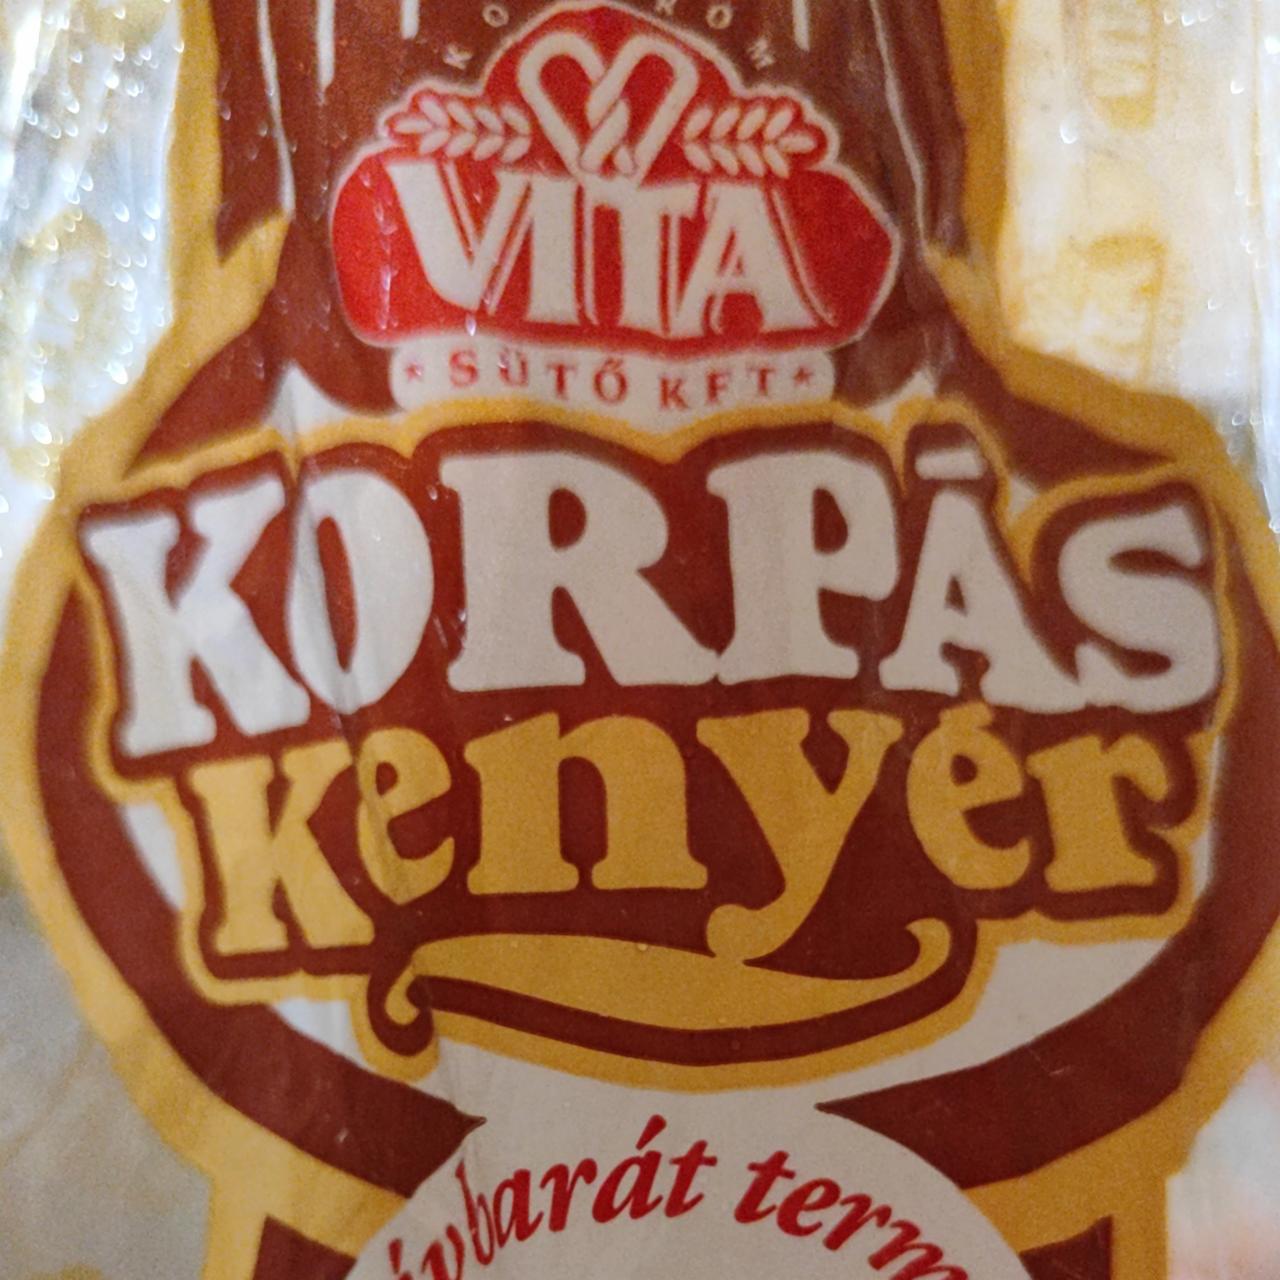 VITA
SÜTŐ KFT
KORPÁS
kenyér